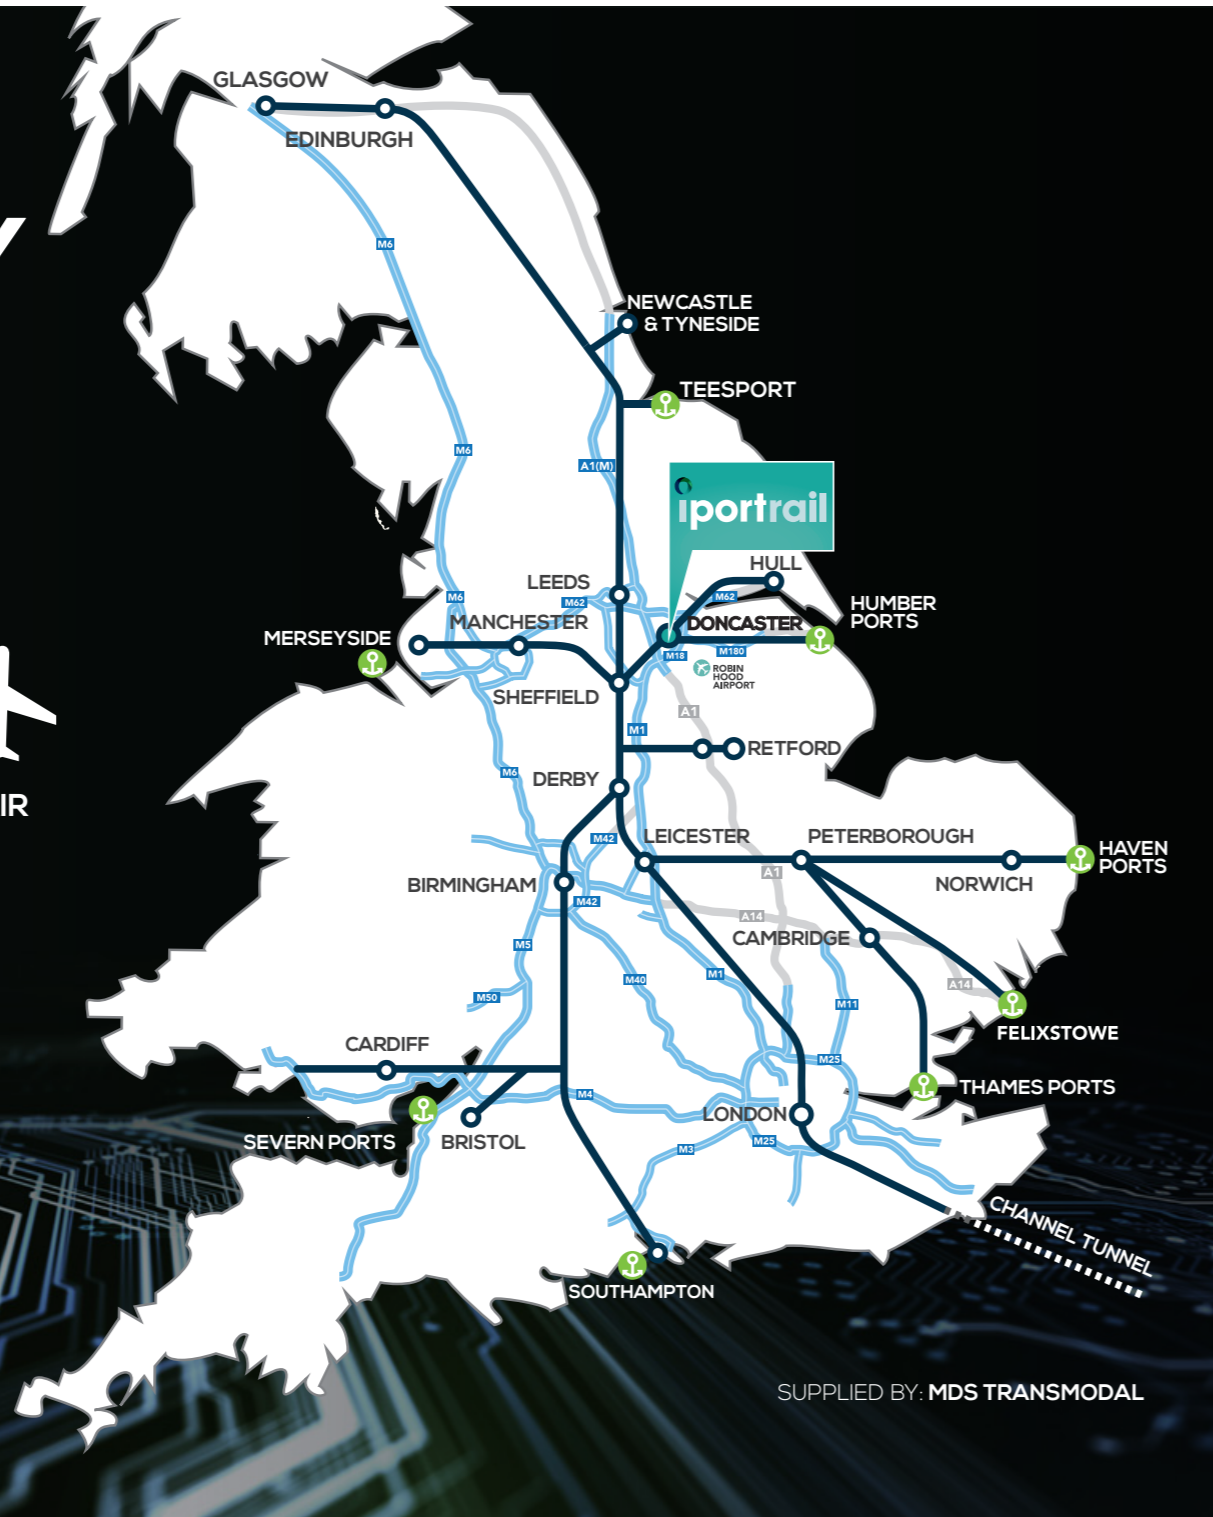 GLASGOW
EDINBURGH
M6
NEWCASTLE
& TYNESIDE
TEESPORT
M6
A1(M)
iportrail
HULL
LEEDS
M62
M62
M6
HUMBER
PORTS
MANCHESTER
DONCASTER
MERSEYSIDE
M18
M180
ROBIN
HOOD
AIRPORT
SHEFFIELD
A1
M1
RETFORD
M6
DERBY
IR
M42
LEICESTER
PETERBOROUGH
HAVEN
PORTS
A1
BIRMINGHAM
NORWICH
M42
A14
CAMBRIDGE
M5
M1
M40
A14
M50
M11
FELIXSTOWE
CARDIFF
M25
THAMES PORTS
M4
LONDON
SEVERN PORTS
BRISTOL
M25
M3
CHANNEL TUNNEL
SOUTHAMPTON
SUPPLIED BY: MDS TRANSMODAL